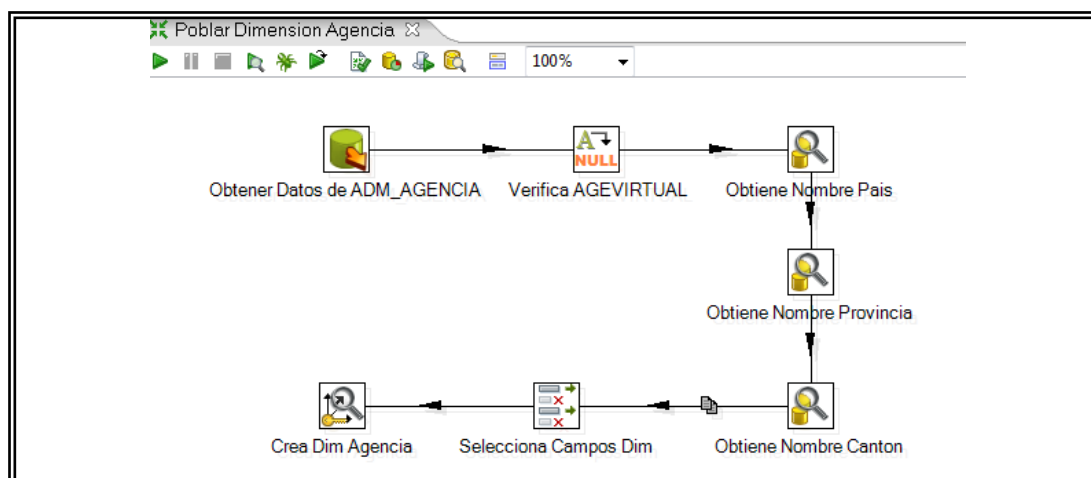 Poblar Dimension Agencia
100%
Obtener Datos de ADM_AGENCIA
A
NULL
Verifica AGEVIRTUAL
Obtiene Nombre Pais
Obtiene Nombre Provincia
Crea Dim Agencia
Selecciona Campos Dim
Obtiene Nombre Canton